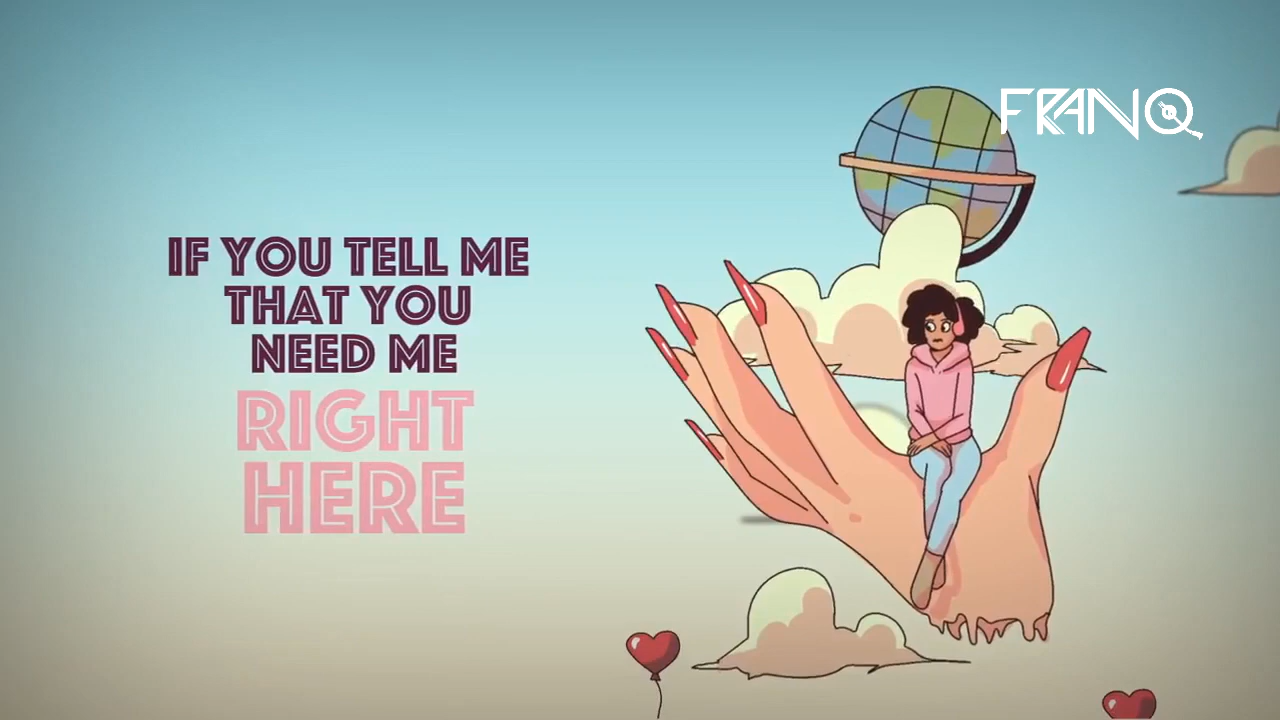 FRANQ
IF YOU TELL ME
THAT YOU
NEED ME
RIGHT
HERE